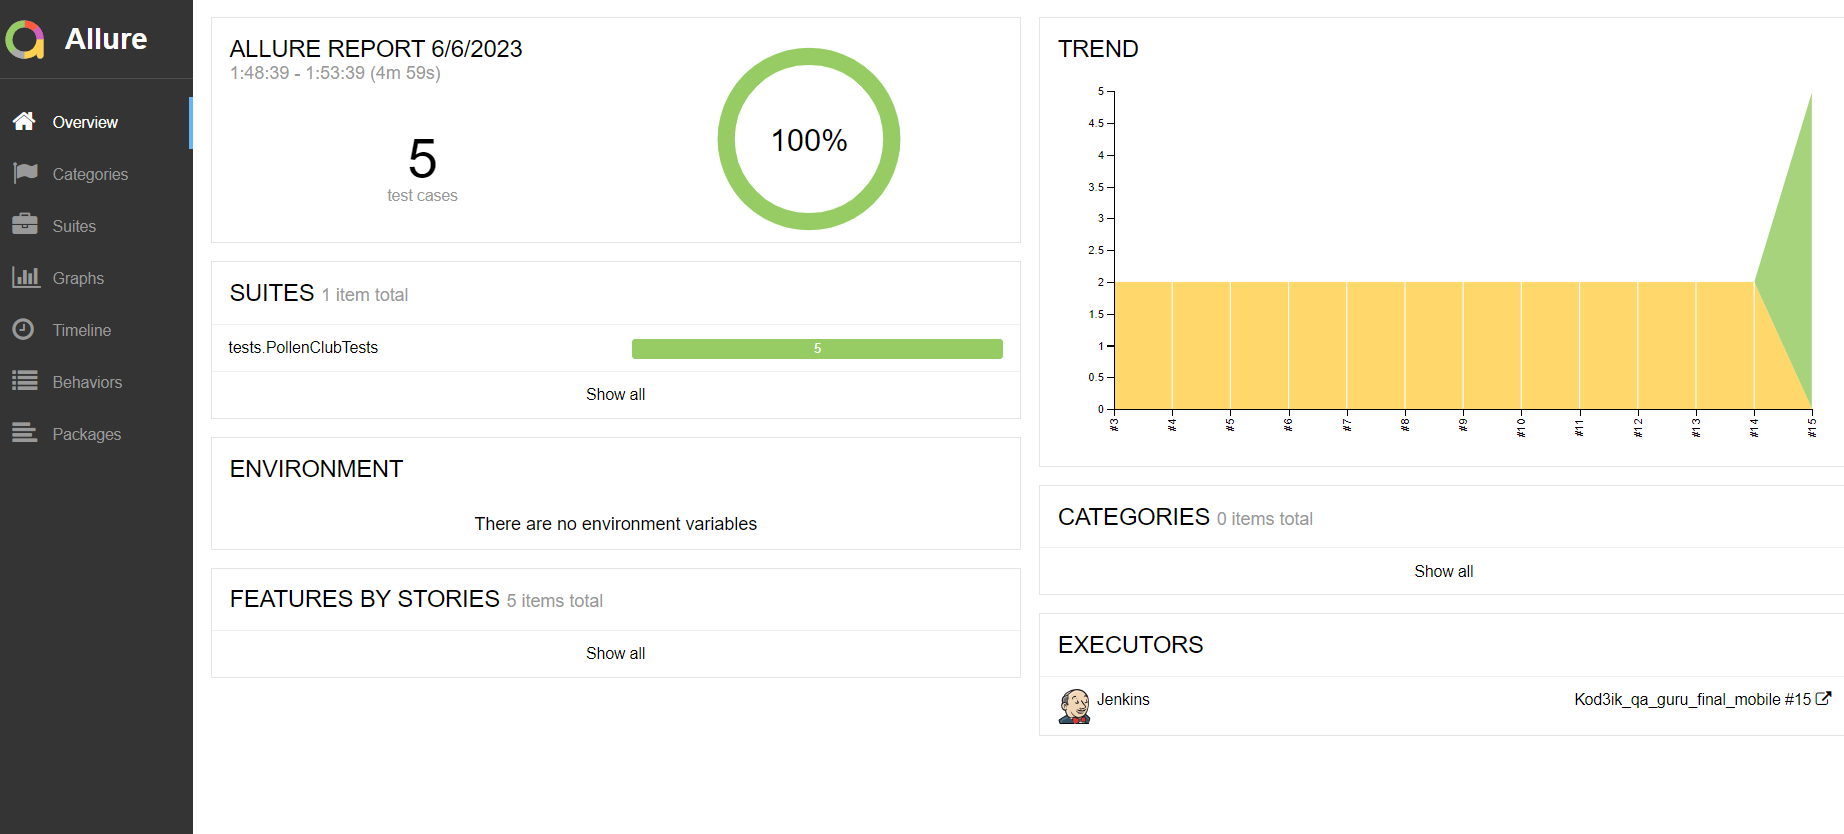 Allure
Overview
Categories
Suites
Graphs
Timeline
Behaviors
Packages
ALLURE REPORT 6/6/2023
1:48:39 - 1:53:39 (4m 59s)
5
test cases
100%
SUITES 1 item total
tests.PollenClubTests
5
Show all
ENVIRONMENT
There are no environment variables
FEATURES BY STORIES 5 items total
Show all
TREND
5
4.5
4
3.5
3
2.5
2
1.5
1
0.5
0
#3
#4
#5
#6
#7
#8
#9
#10
#11
#12
#13
#14
#15
CATEGORIES 0 items total
Show all
EXECUTORS
Jenkins
Kod3ik_qa_guru_final_mobile #15